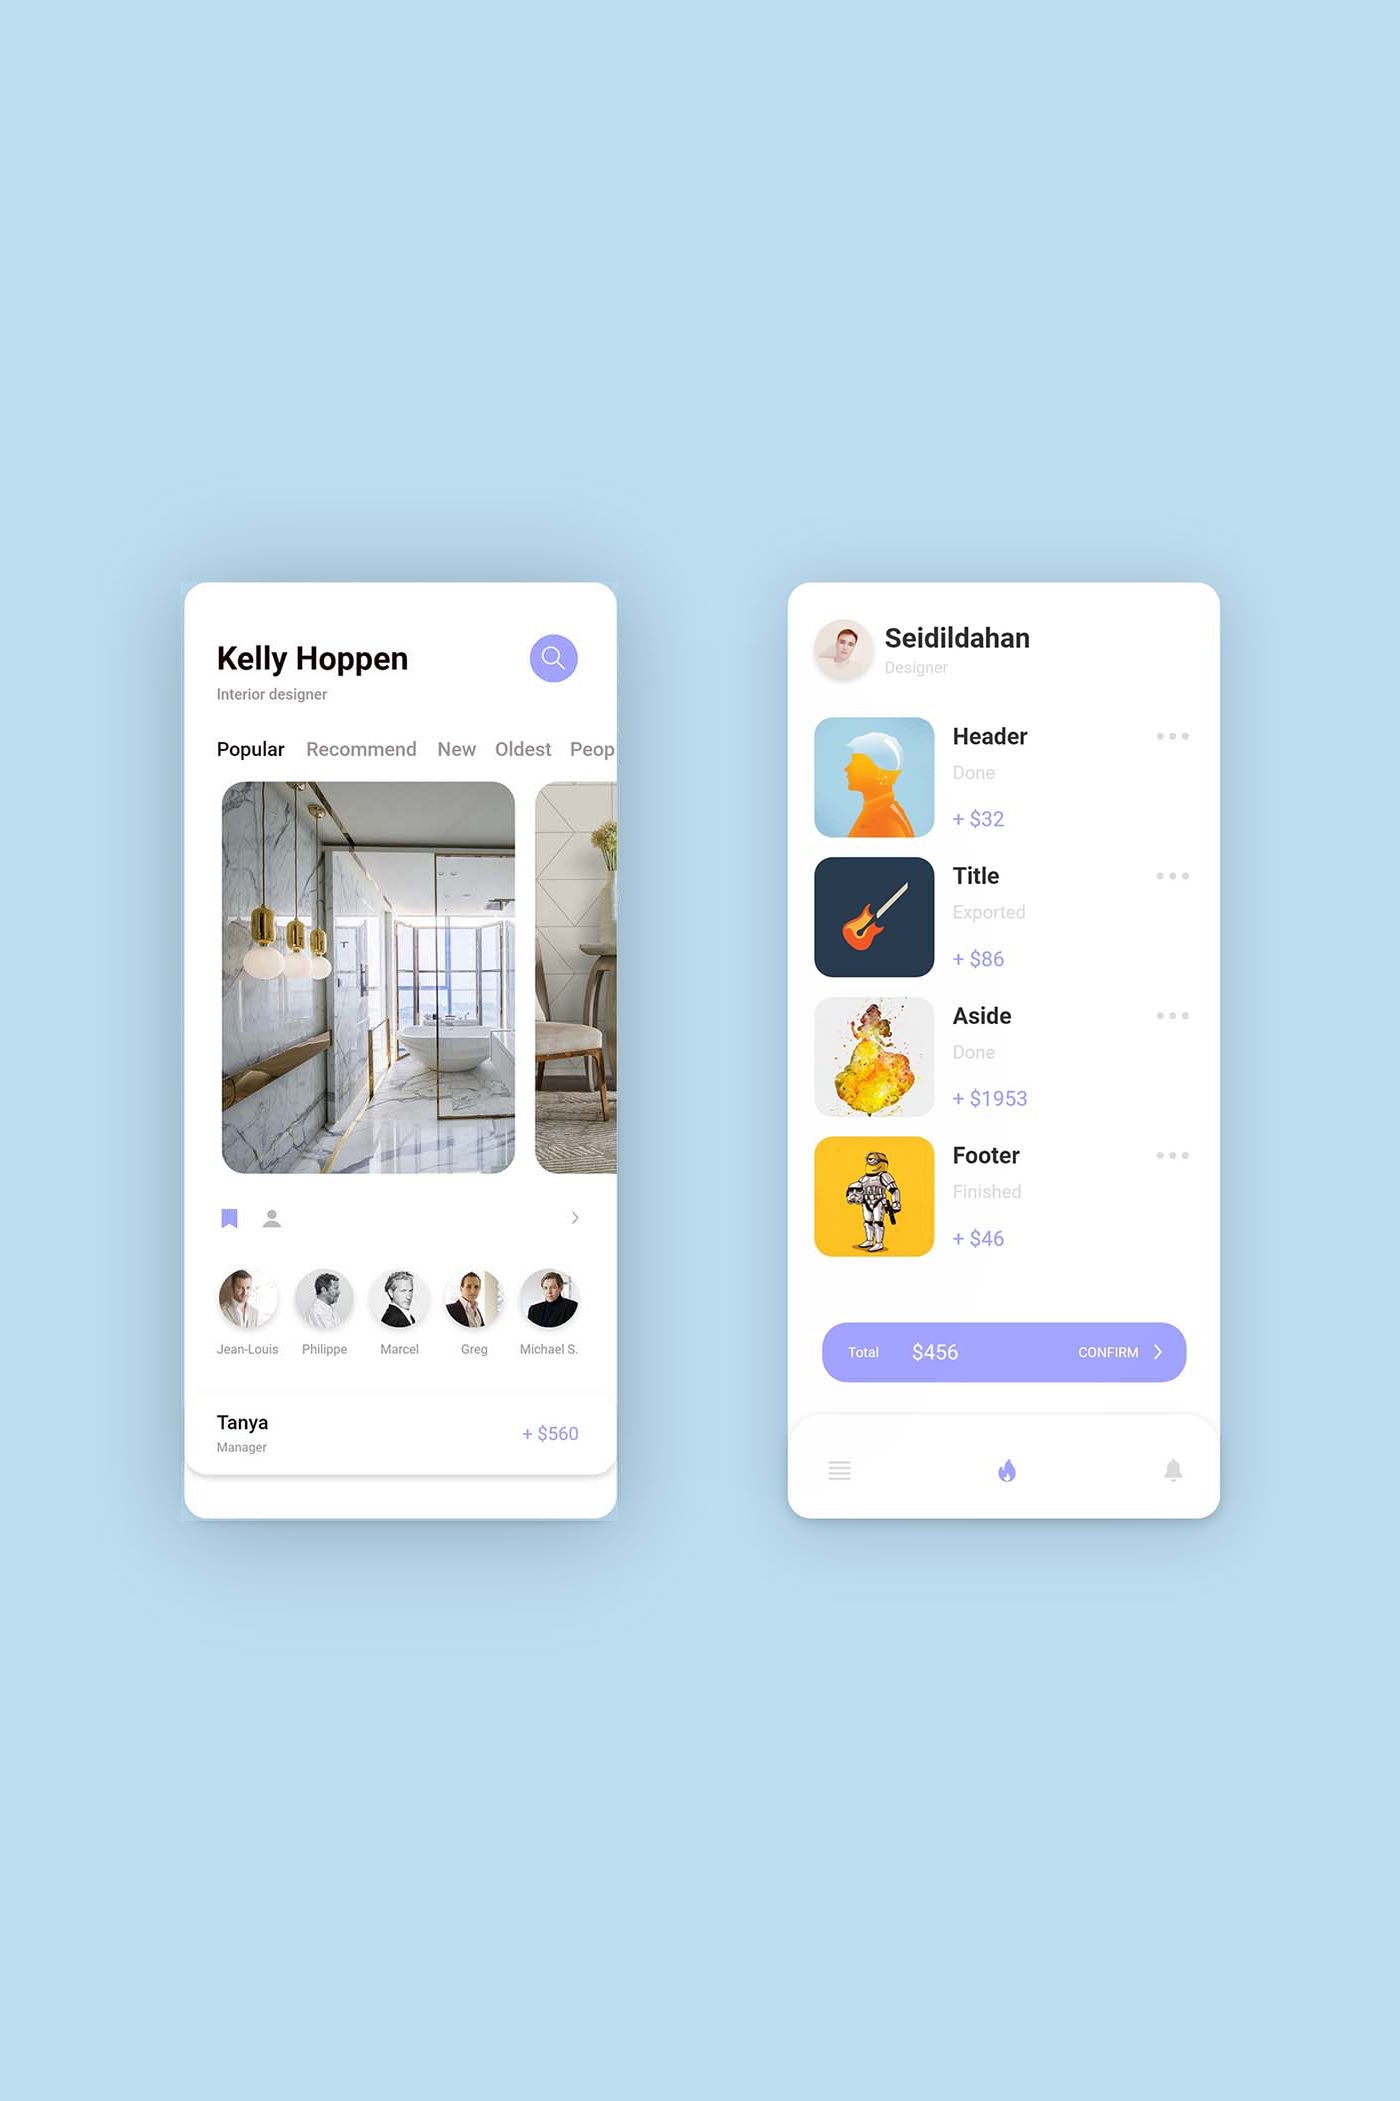 Kelly Hoppen
Interior designer
Popular Recommend New Oldest Peop
Jean-Louis Philippe Marcel Greg Michael S.
Tanya
Manager
+ $560
Seidildahan
Designer
Header
Done
+ $32
Title
Exported
+ $86
Aside
Done
+ $1953
Footer
Finished
+ $46
Total $456 CONFIRM